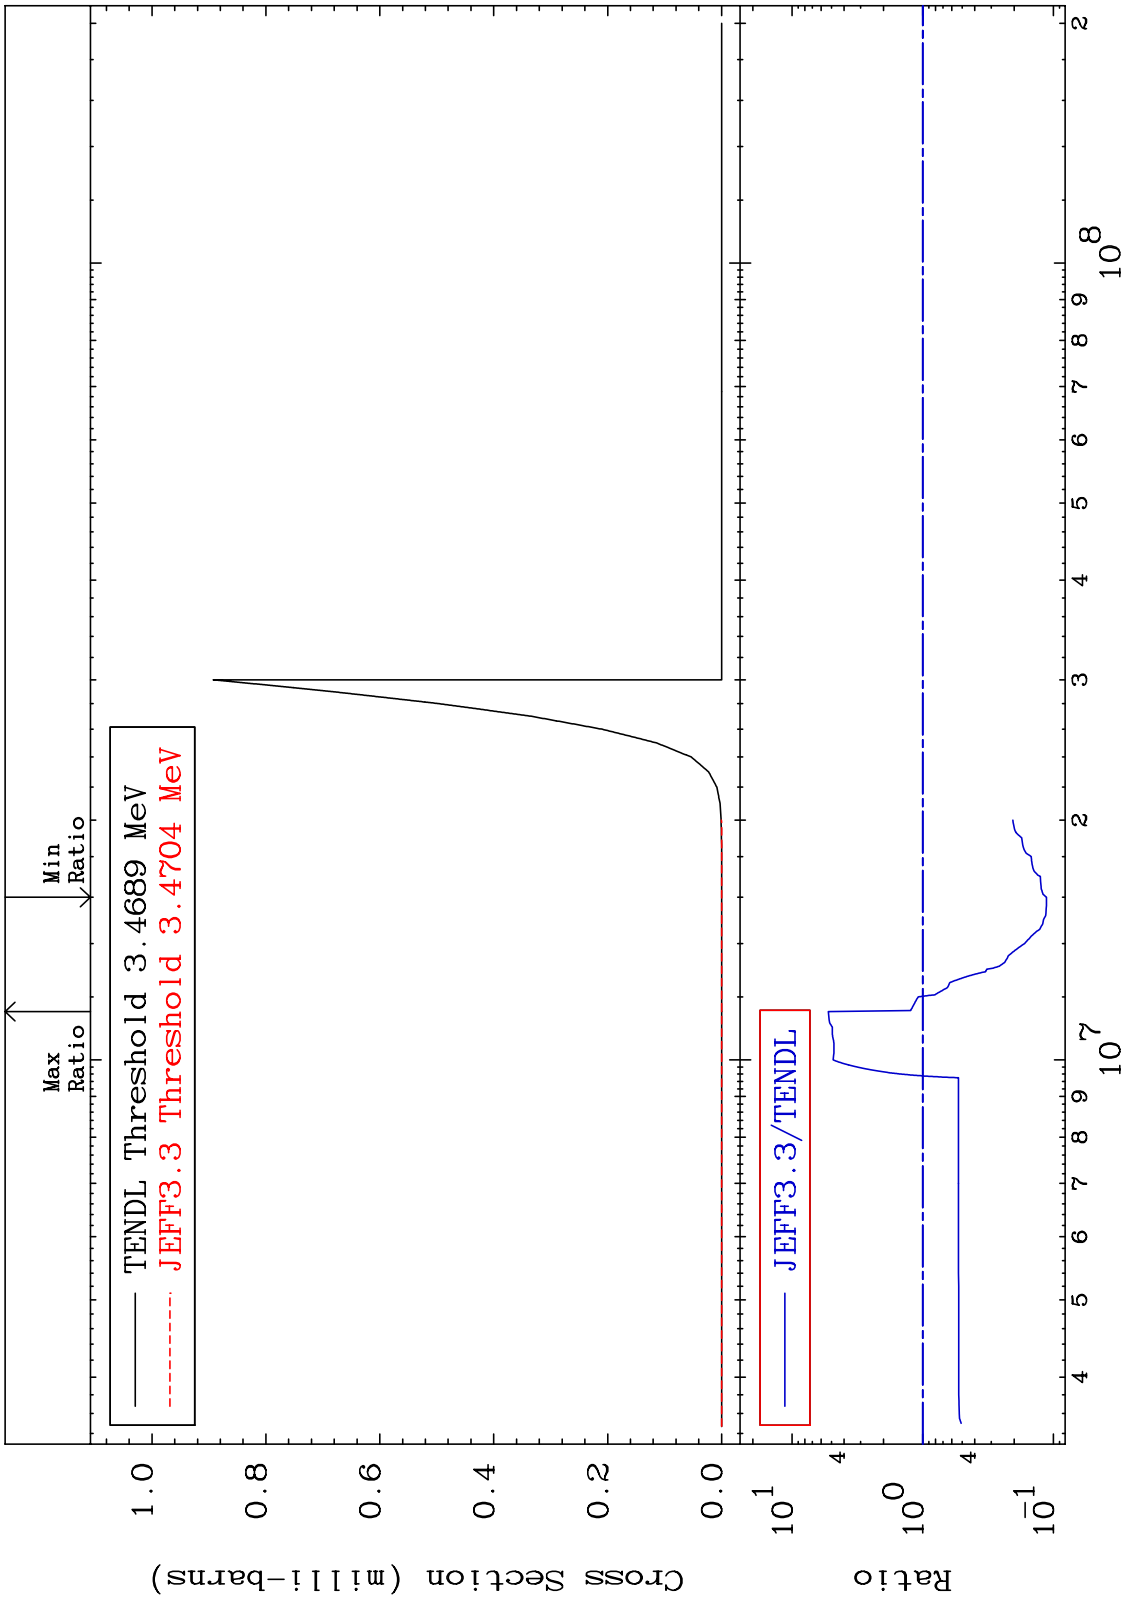 Max
Ratio
Min
Ratio
TENDL Threshold 3.4689 MeV
JEFF3.3 Threshold 3.4704 MeV
Cross Section (milli-barns)
1.0
0.8
0.6
0.4
0.2
0.0
JEFF3.3/TENDL
Ratio
10^1
4
10^0
4
10^-1
4 5 6 7 8 9 10^7 2 3 4 5 6 7 8 9 10^8 2